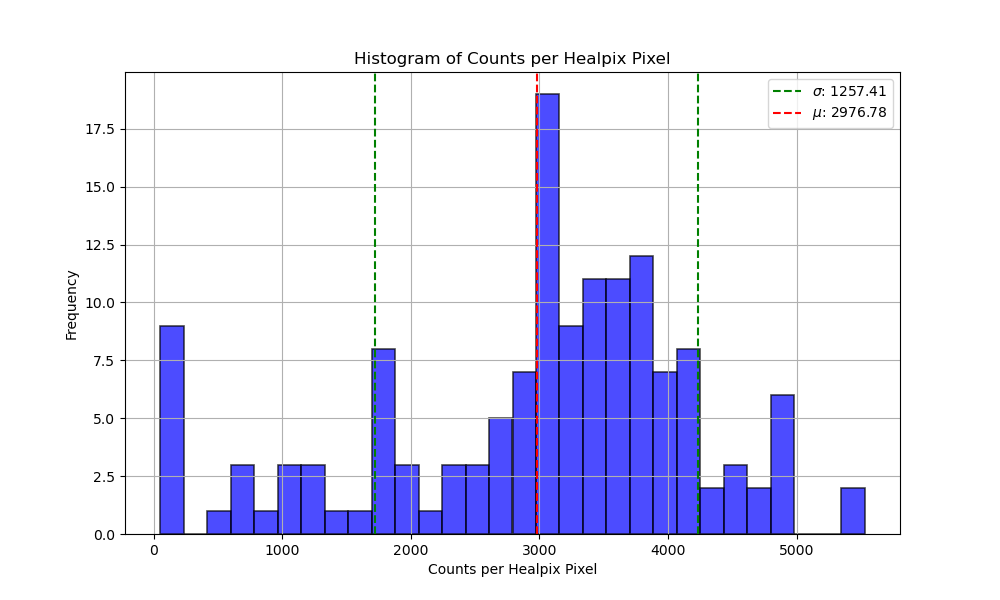 Histogram of Counts per Healpix Pixel
σ: 1257.41
μ: 2976.78
Frequency
17.5
15.0
12.5
10.0
7.5
5.0
2.5
0.0
0 1000 2000 3000 4000 5000
Counts per Healpix Pixel